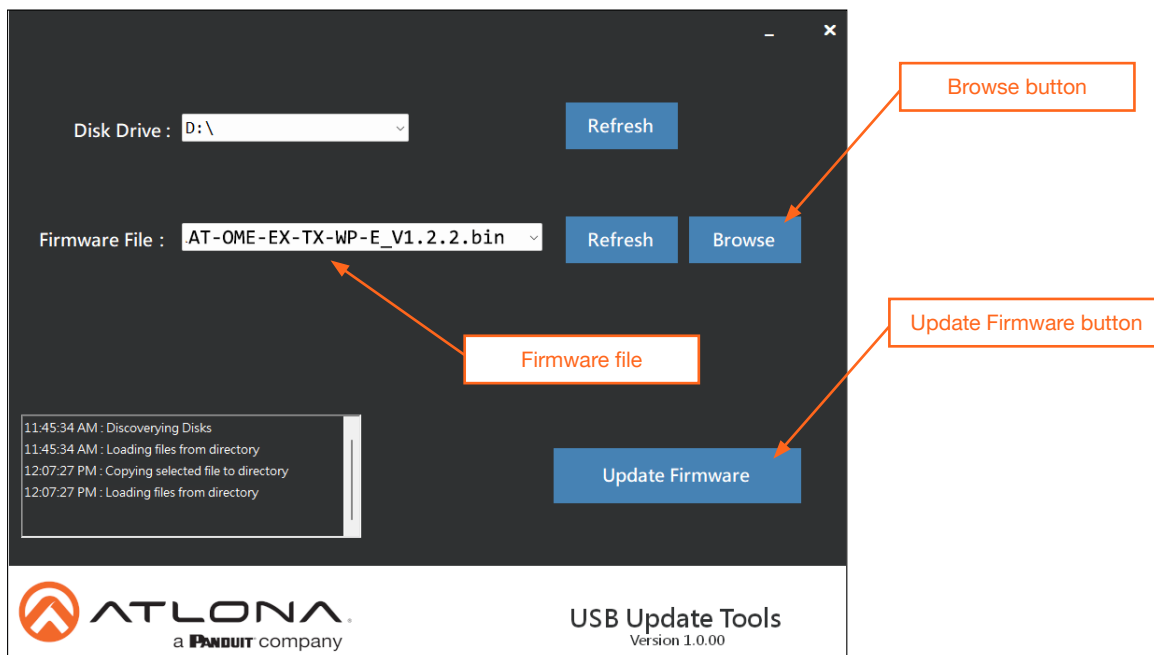 Browse button
Disk Drive : D:\ Refresh
Firmware File : .AT-OME-EX-TX-WP-E_V1.2.2.bin Refresh Browse
Update Firmware button
Firmware file
11:45:34 AM : Discoverying Disks
11:45:34 AM : Loading files from directory
12:07:27 PM : Copying selected file to directory
12:07:27 PM : Loading files from directory
Update Firmware
ATLONA.
a PANDUIT company
USB Update Tools
Version 1.0.00